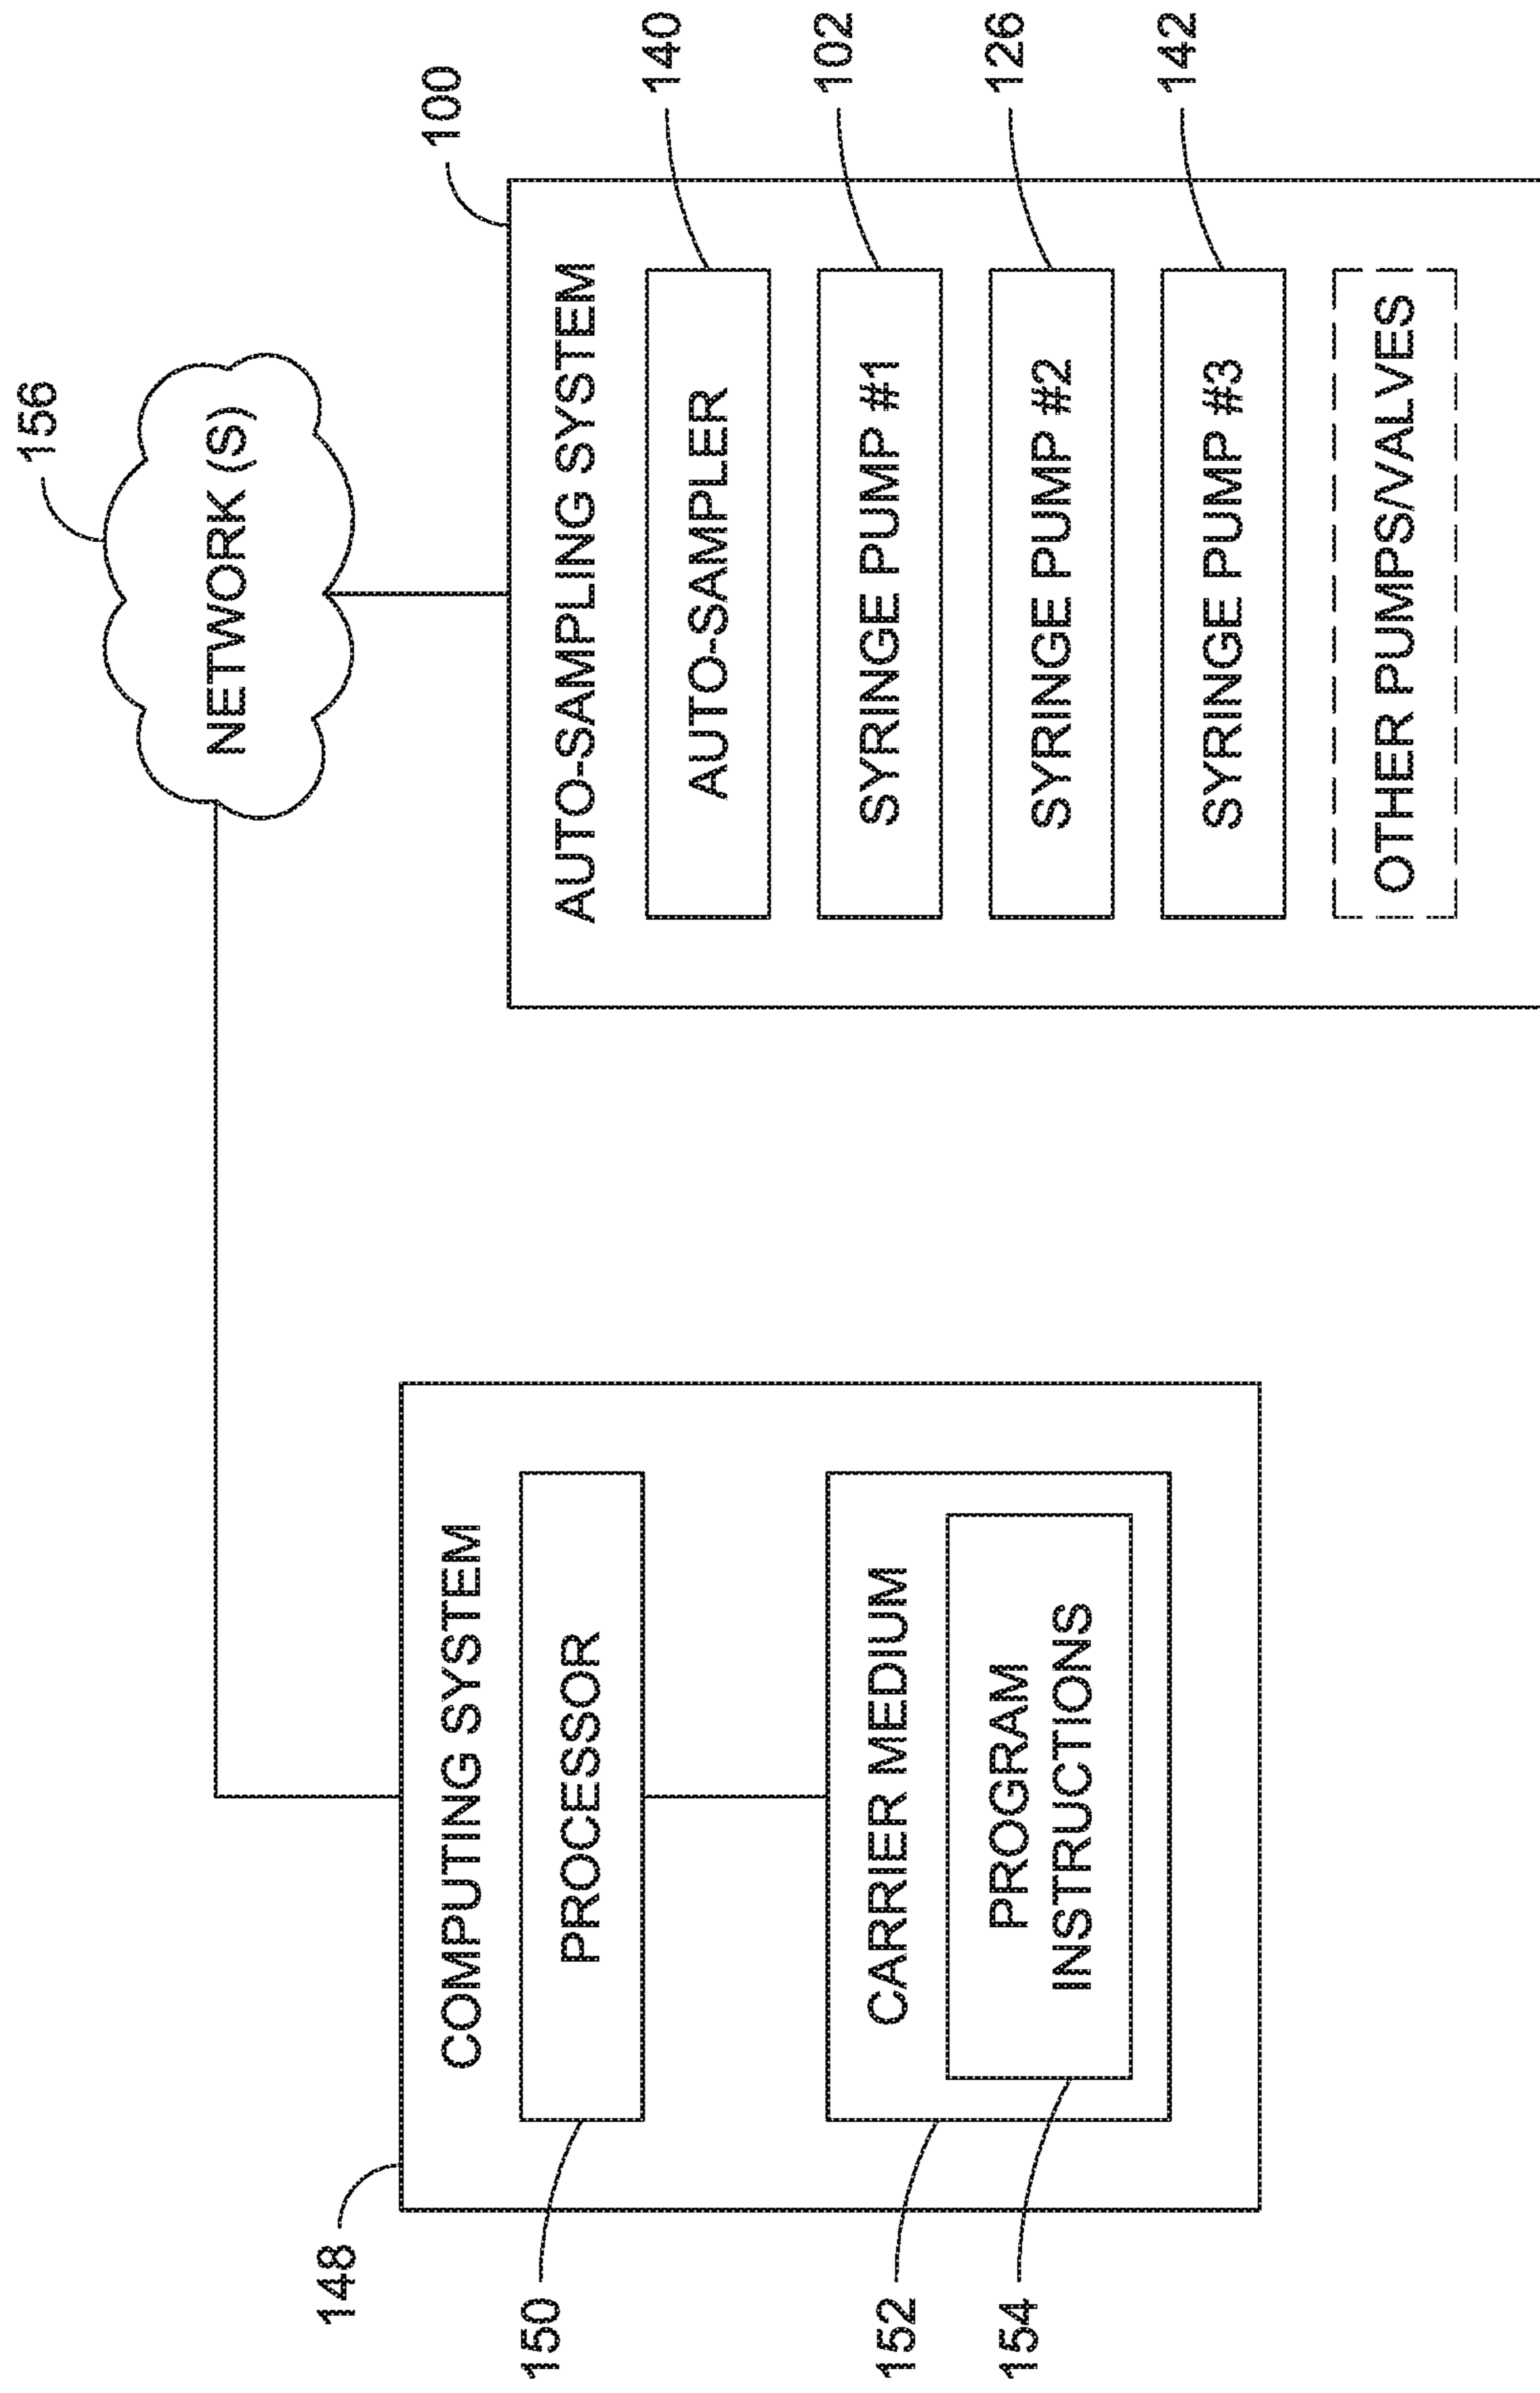 156
NETWORK (S)
148
COMPUTING SYSTEM
150
PROCESSOR
152
CARRIER MEDIUM
154
PROGRAM
INSTRUCTIONS
100
AUTO-SAMPLING SYSTEM
AUTO-SAMPLER
140
SYRINGE PUMP #1
102
SYRINGE PUMP #2
126
SYRINGE PUMP #3
142
OTHER PUMPS/VALVES